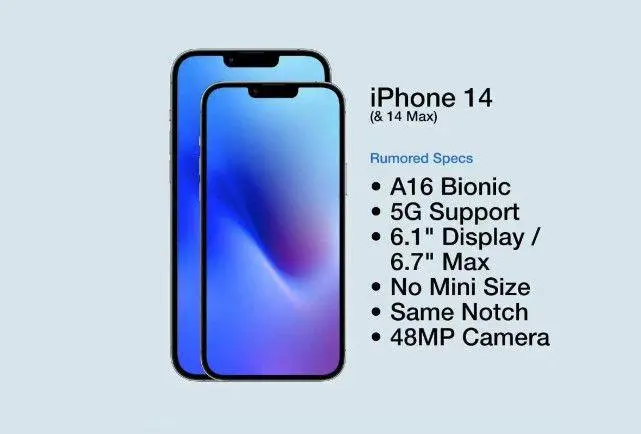 iPhone 14
(& 14 Max)
Rumored Specs
• A16 Bionic
• 5G Support
• 6.1" Display /
6.7" Max
• No Mini Size
• Same Notch
• 48MP Camera